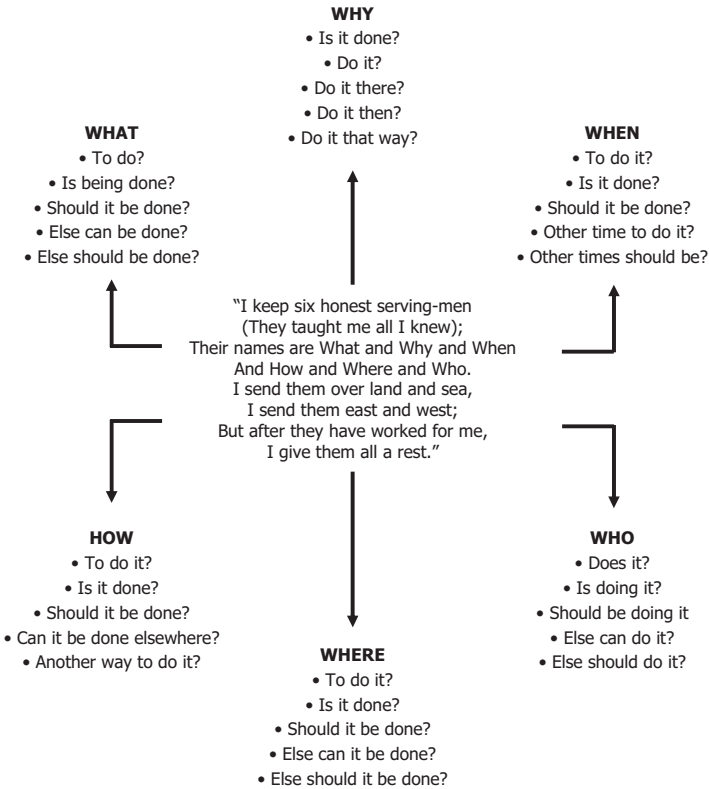 WHY
• Is it done?
• Do it?
• Do it there?
• Do it then?
• Do it that way?
WHAT
• To do?
• Is being done?
• Should it be done?
• Else can be done?
• Else should be done?
WHEN
• To do it?
• Is it done?
• Should it be done?
• Other time to do it?
• Other times should be?
“I keep six honest serving-men
(They taught me all I knew);
Their names are What and Why and When
And How and Where and Who.
I send them over land and sea,
I send them east and west;
But after they have worked for me,
I give them all a rest.”
HOW
• To do it?
• Is it done?
• Should it be done?
• Can it be done elsewhere?
• Another way to do it?
WHERE
• To do it?
• Is it done?
• Should it be done?
• Else can it be done?
• Else should it be done?
WHO
• Does it?
• Is doing it?
• Should be doing it
• Else can do it?
• Else should do it?